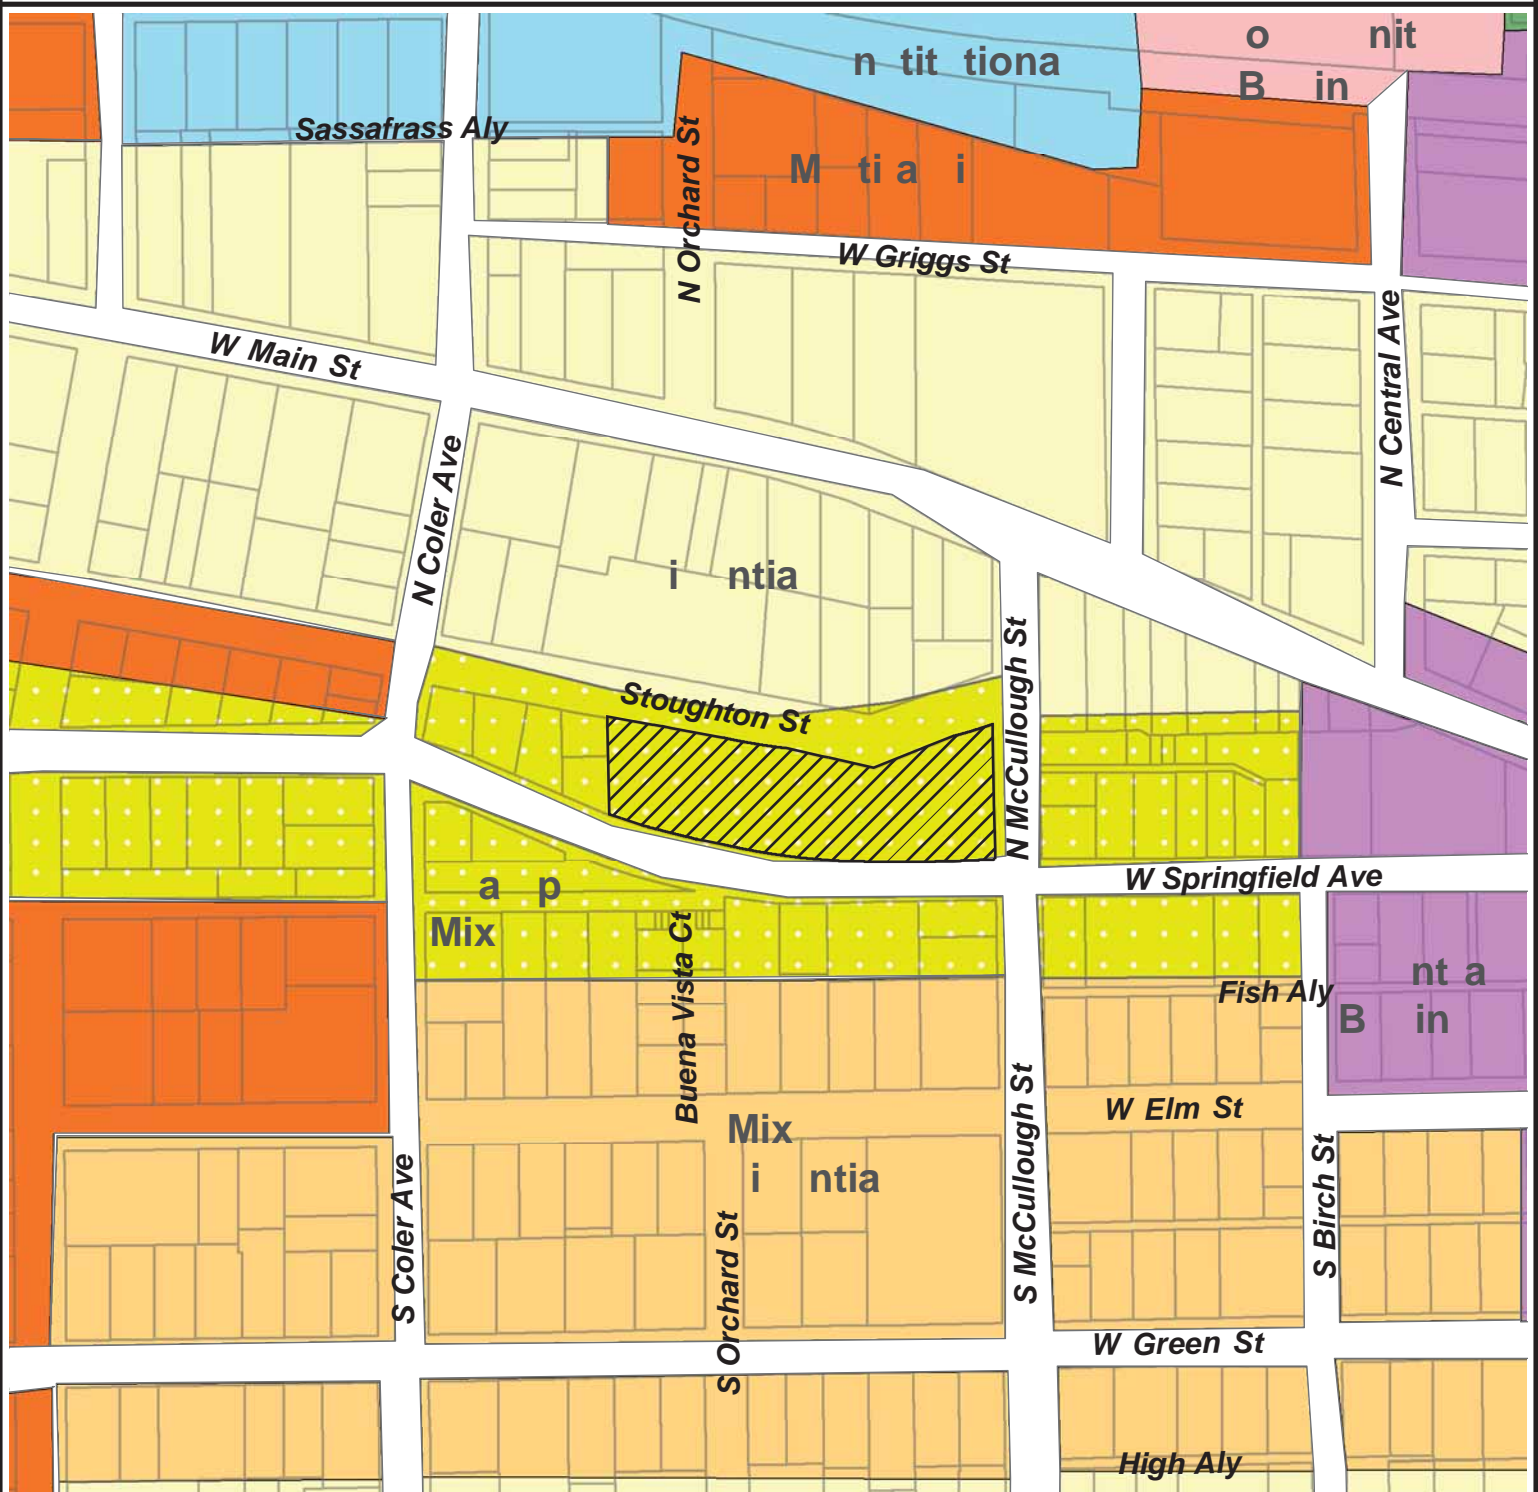 o nit
n tit tiona
B in
Sassafrass Aly
N Orchard St
M ti a i
W Griggs St
W Main St
N Central Ave
N Coler Ave
i ntia
N McCullough St
Stoughton St
W Springfield Ave
a p
Mix
Buena Vista Ct
nt a
Fish Aly
B in
W Elm St
Mix
i ntia
S Coler Ave
S McCullough St
S Birch St
S Orchard St
W Green St
High Aly